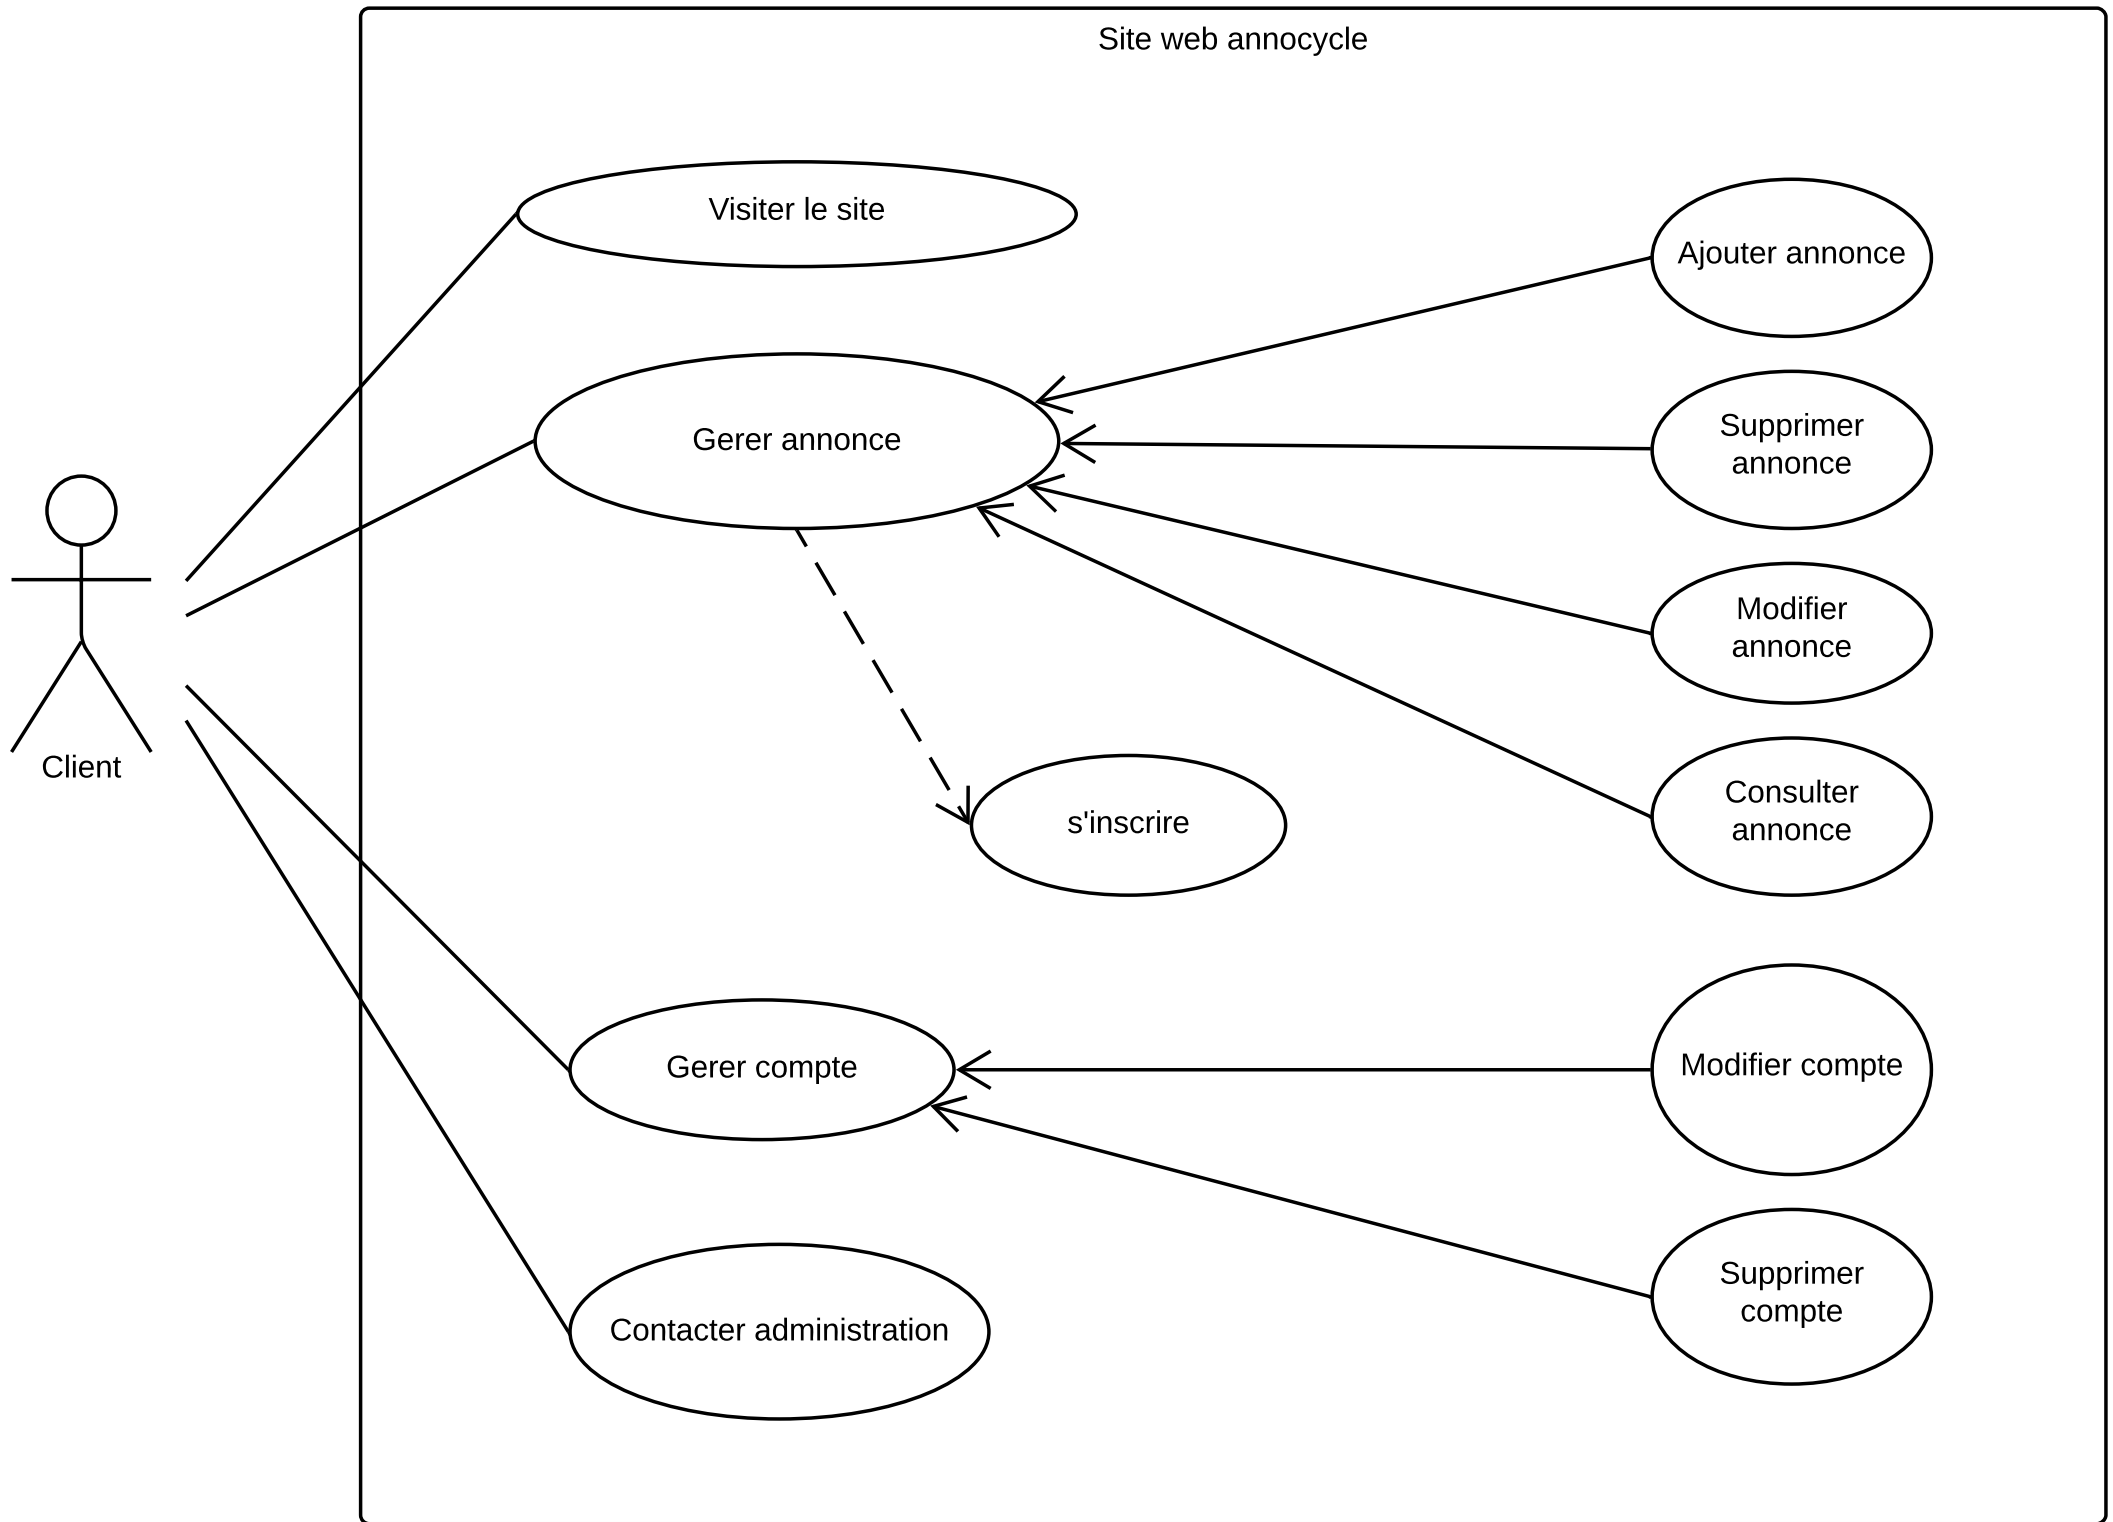 Site web annocycle
Visiter le site
Ajouter annonce
Gerer annonce
Supprimer
annonce
Modifier
annonce
Client
Consulter
annonce
s'inscrire
Gerer compte
Modifier compte
Supprimer
compte
Contacter administration